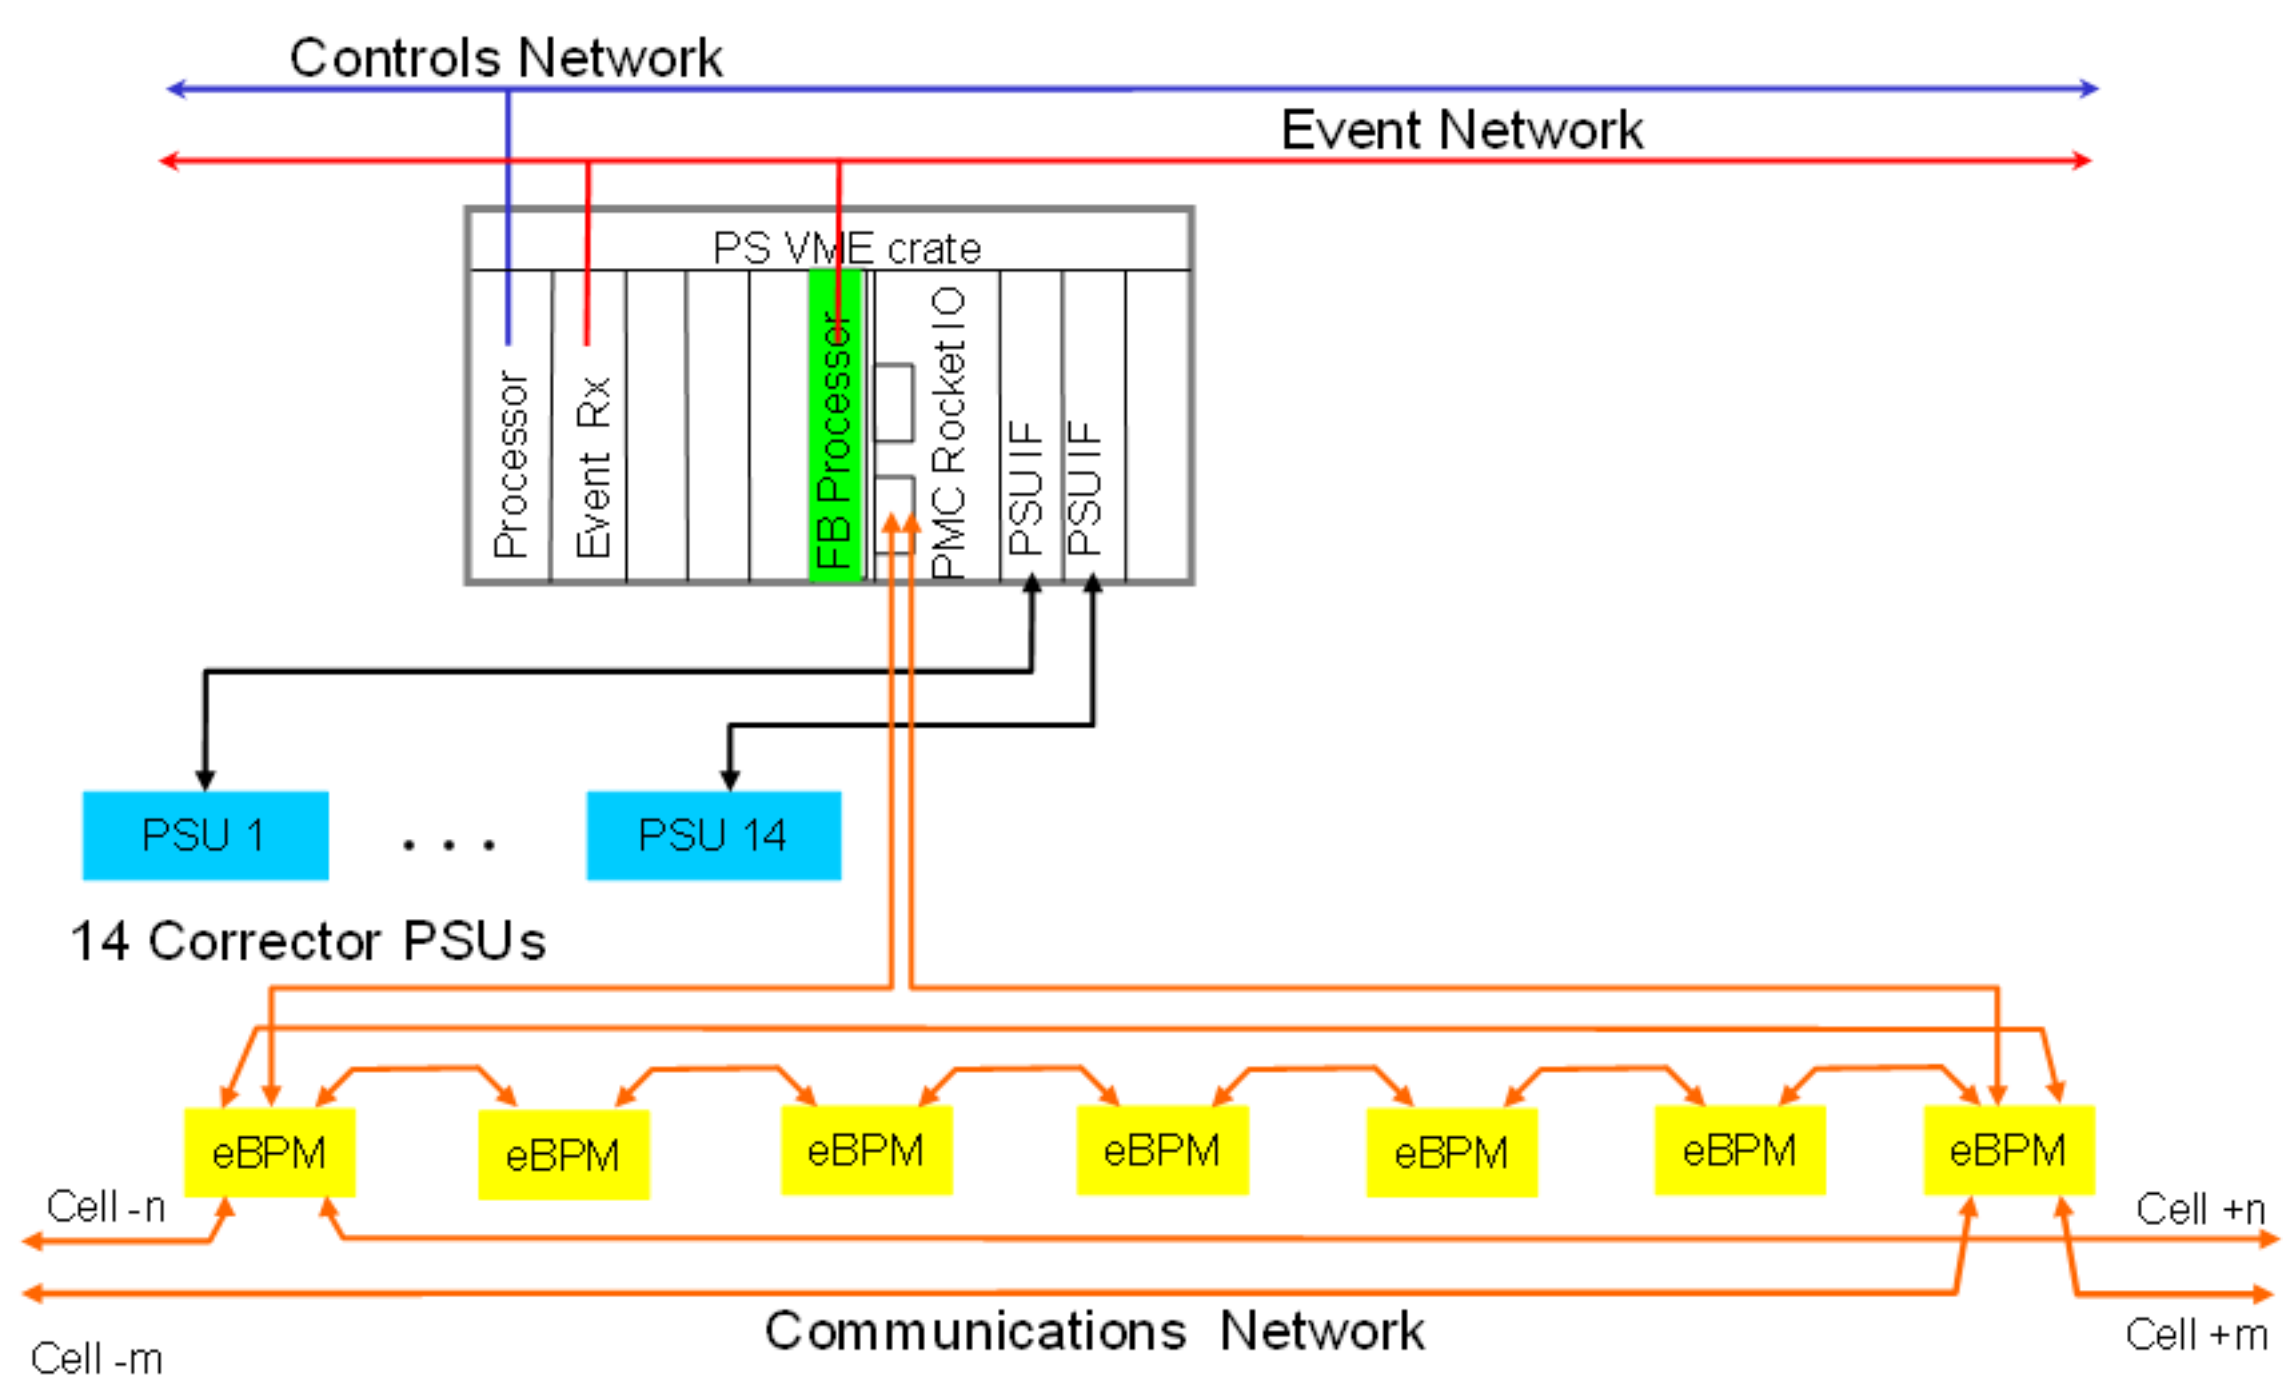 Controls Network
Event Network
PS VME crate
Processor
Event Rx
FB Processor
PMC Rocket IO
PSU IF
PSU IF
PSU 1
...
PSU 14
14 Corrector PSUs
eBPM
eBPM
eBPM
eBPM
eBPM
eBPM
eBPM
Cell -n
Cell +n
Communications Network
Cell -m
Cell +m